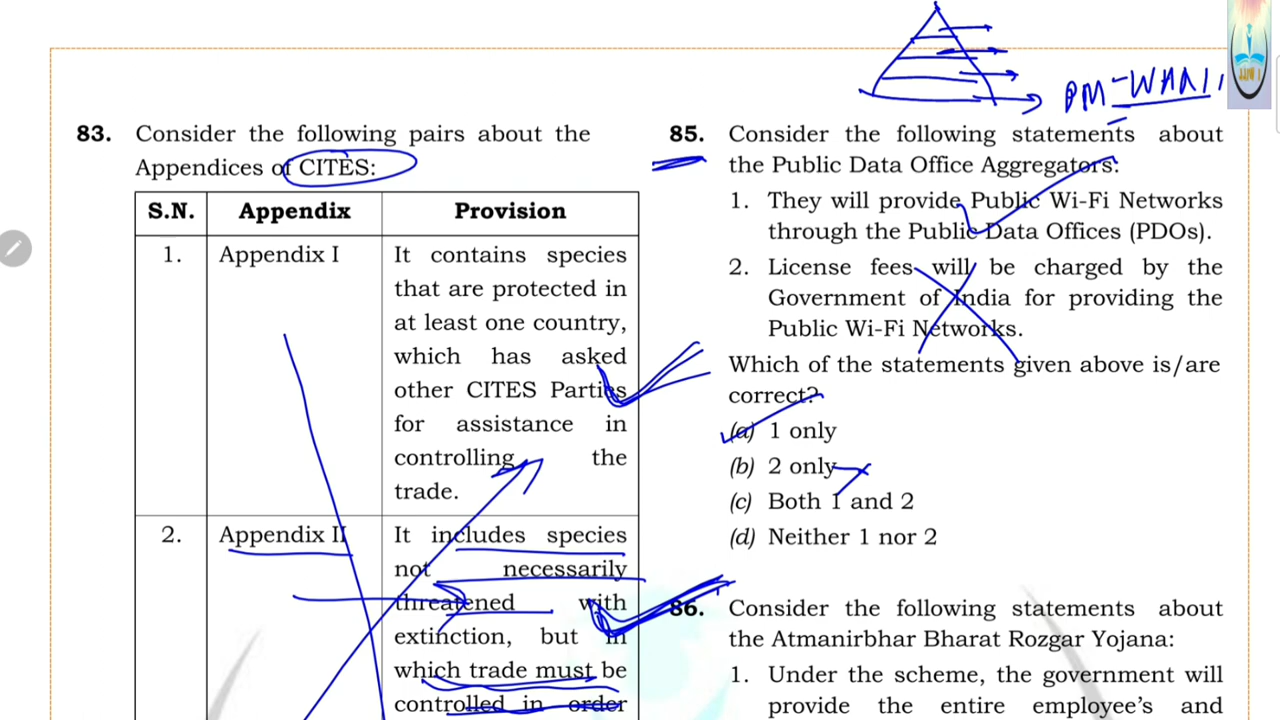 PM-WANI
83. Consider the following pairs about the
Appendices of CITES:
S.N. Appendix Provision
1. Appendix I It contains species
that are protected in
at least one country,
which has asked
other CITES Parties
for assistance in
controlling the
trade.
2. Appendix II It includes species
not necessarily
threatened with
extinction, but in
which trade must be
controlled in order
85. Consider the following statements about
the Public Data Office Aggregators:
1. They will provide Public Wi-Fi Networks
through the Public Data Offices (PDOs).
2. License fees will be charged by the
Government of India for providing the
Public Wi-Fi Networks.
Which of the statements given above is/are
correct?
(a) 1 only
(b) 2 only
(c) Both 1 and 2
(d) Neither 1 nor 2
86. Consider the following statements about
the Atmanirbhar Bharat Rozgar Yojana:
1. Under the scheme, the government will
provide the entire employee's and